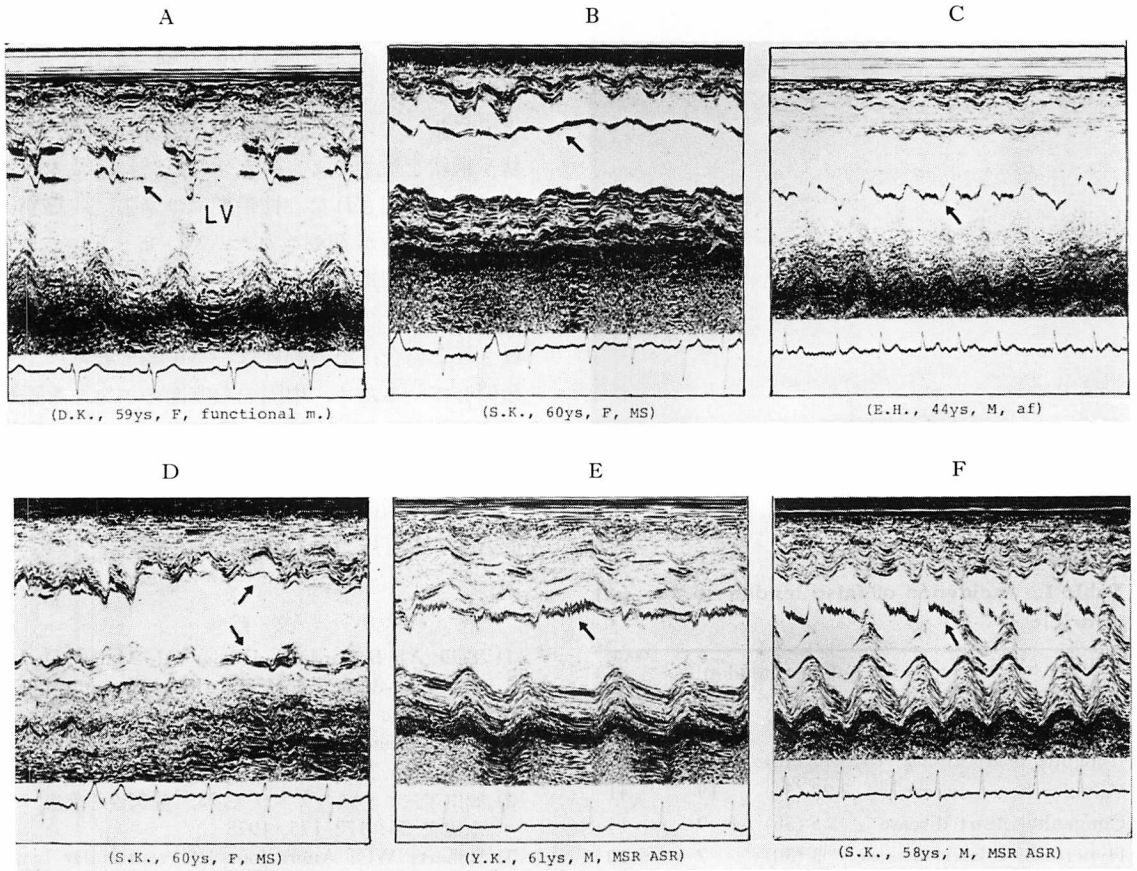 A B C
LV
(D.K., 59ys, F, functional m.) (S.K., 60ys, F, MS) (E.H., 44ys, M, af)
D E F
(S.K., 60ys, F, MS) (Y.K., 61ys, M, MSR ASR) (S.K., 58ys, M, MSR ASR)